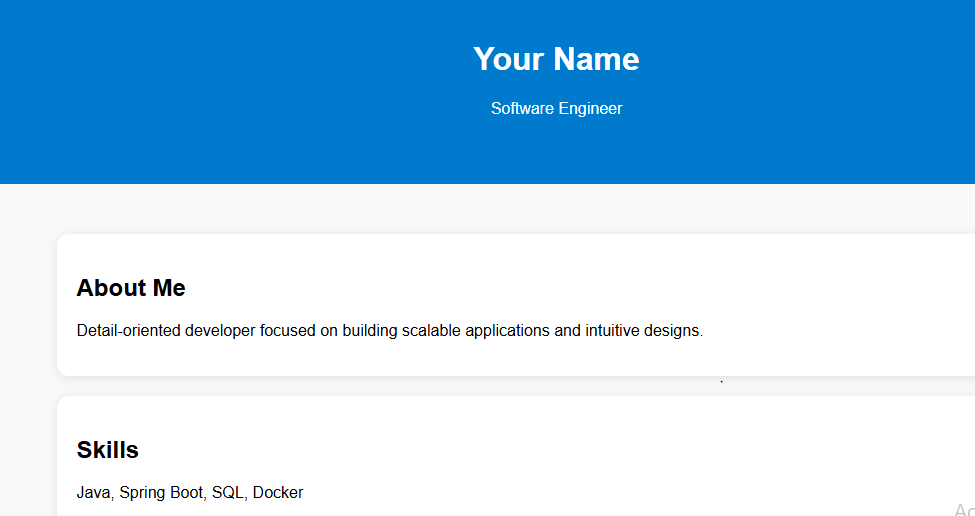 Your Name
Software Engineer
About Me
Detail-oriented developer focused on building scalable applications and intuitive designs.
Skills
Java, Spring Boot, SQL, Docker